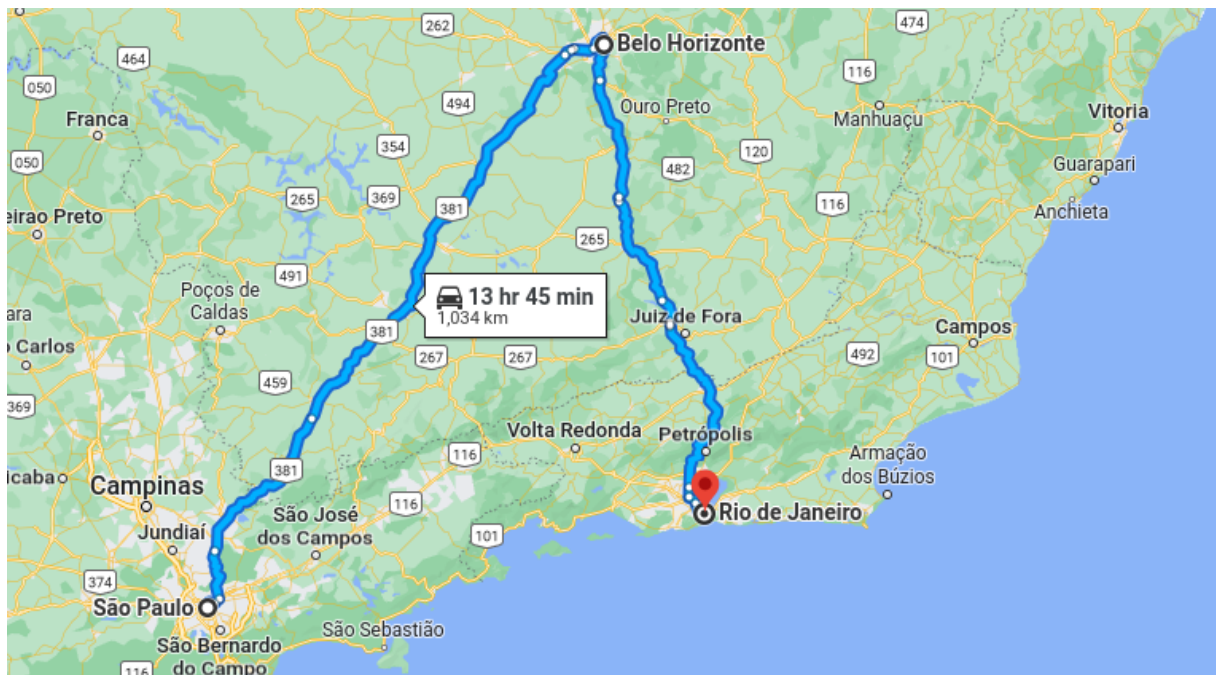 262
474
Belo Horizonte
464
116
050
494
Ouro Preto
Manhuaçu
Vitoria
Franca
354
120
Guarapari
050
482
265
369
116
381
Anchieta
eirao Preto
265
491
Poços de
Caldas
13 hr 45 min
1,034 km
ara
Juiz de Fora
Campos
381
o Carlos
267
267
492
101
459
369
Volta Redonda
Petrópolis
116
Armação
dos Búzios
381
icaba
Campinas
116
São José
dos Campos
Rio de Janeiro
Jundiaí
101
374
São Paulo
São Sebastião
São Bernardo
do Campo
116